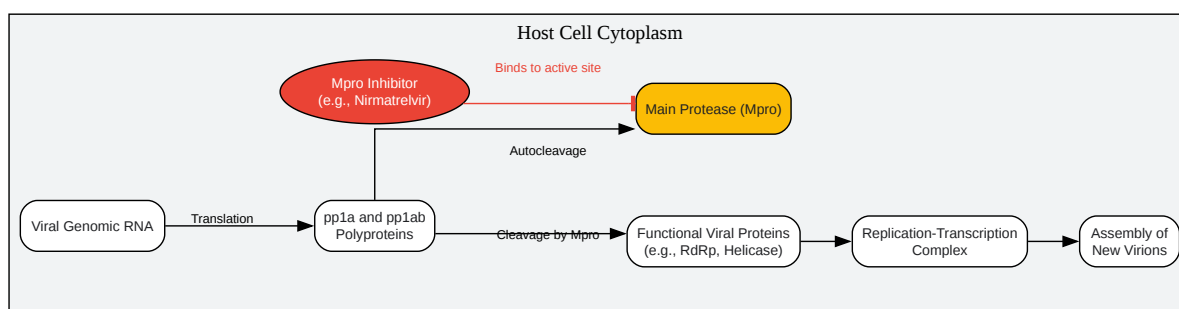 Host Cell Cytoplasm
Binds to active site
Mpro Inhibitor
(e.g., Nirmatrelvir)
Main Protease (Mpro)
Autocleavage
Viral Genomic RNA
Translation
pp1a and pp1ab
Polyproteins
Cleavage by Mpro
Functional Viral Proteins
(e.g., RdRp, Helicase)
Replication-Transcription
Complex
Assembly of
New Virions